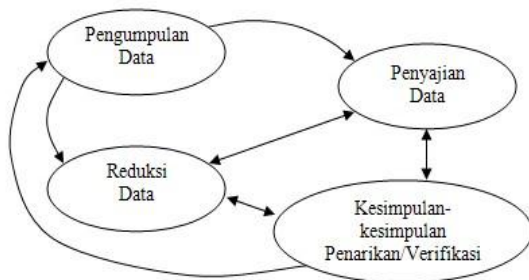 Pengumpulan
Data
Penyajian
Data
Reduksi
Data
Kesimpulan-
kesimpulan
Penarikan/Verifikasi